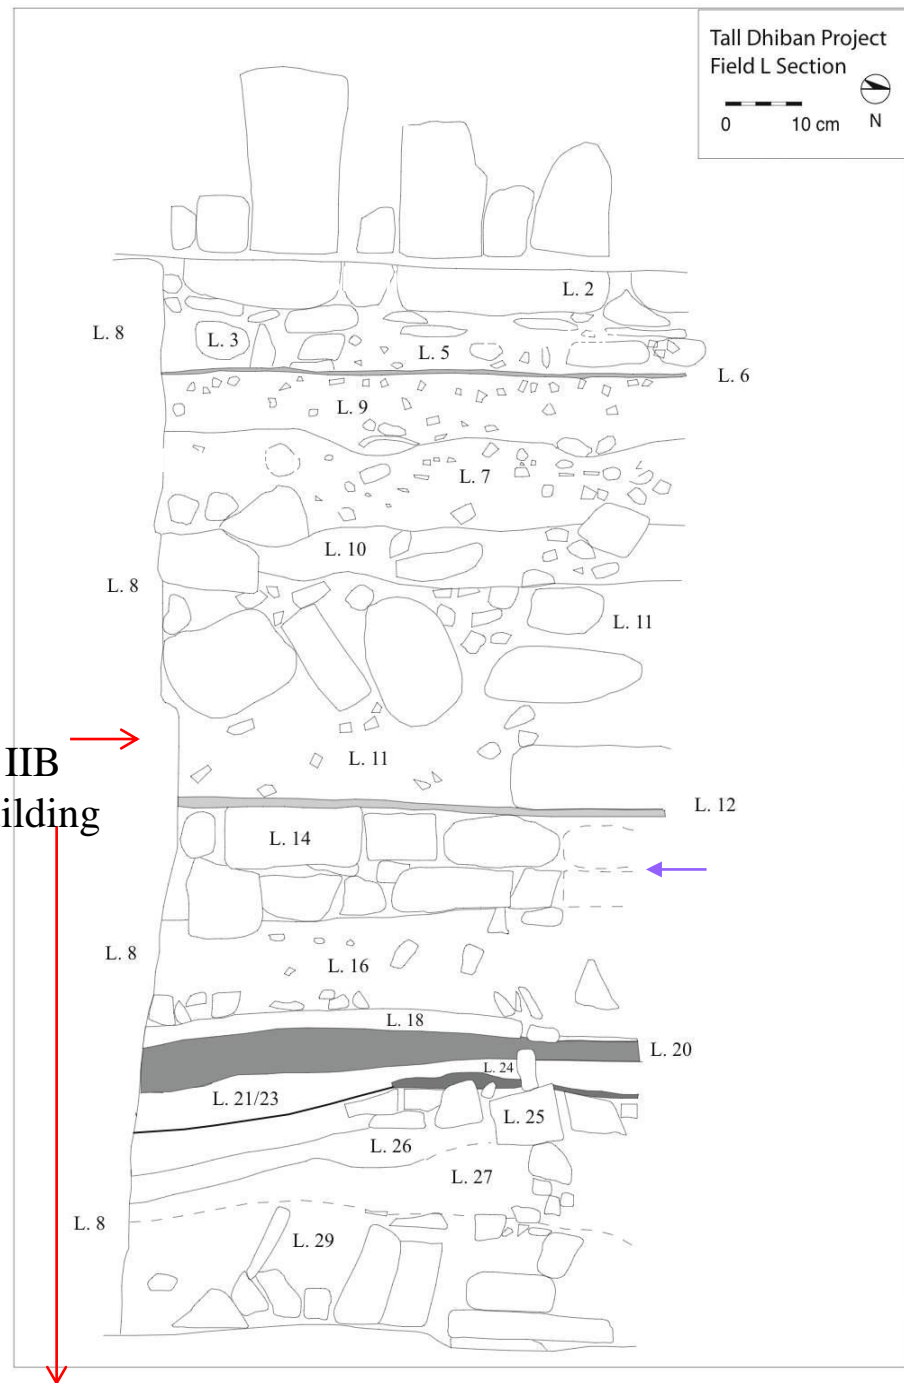 Tall Dhiban Project
Field L Section
0 10 cm N
L. 2
L. 8
L. 3
L. 5
L. 6
L. 9
L. 7
L. 10
L. 8
L. 11
IIB
ilding
L. 11
L. 12
L. 14
L. 8
L. 16
L. 18
L. 20
L. 24
L. 21/23
L. 25
L. 26
L. 27
L. 8
L. 29